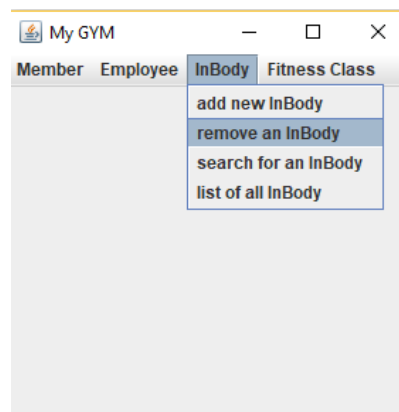 My GYM
Member Employee InBody Fitness Class
add new InBody
remove an InBody
search for an InBody
list of all InBody